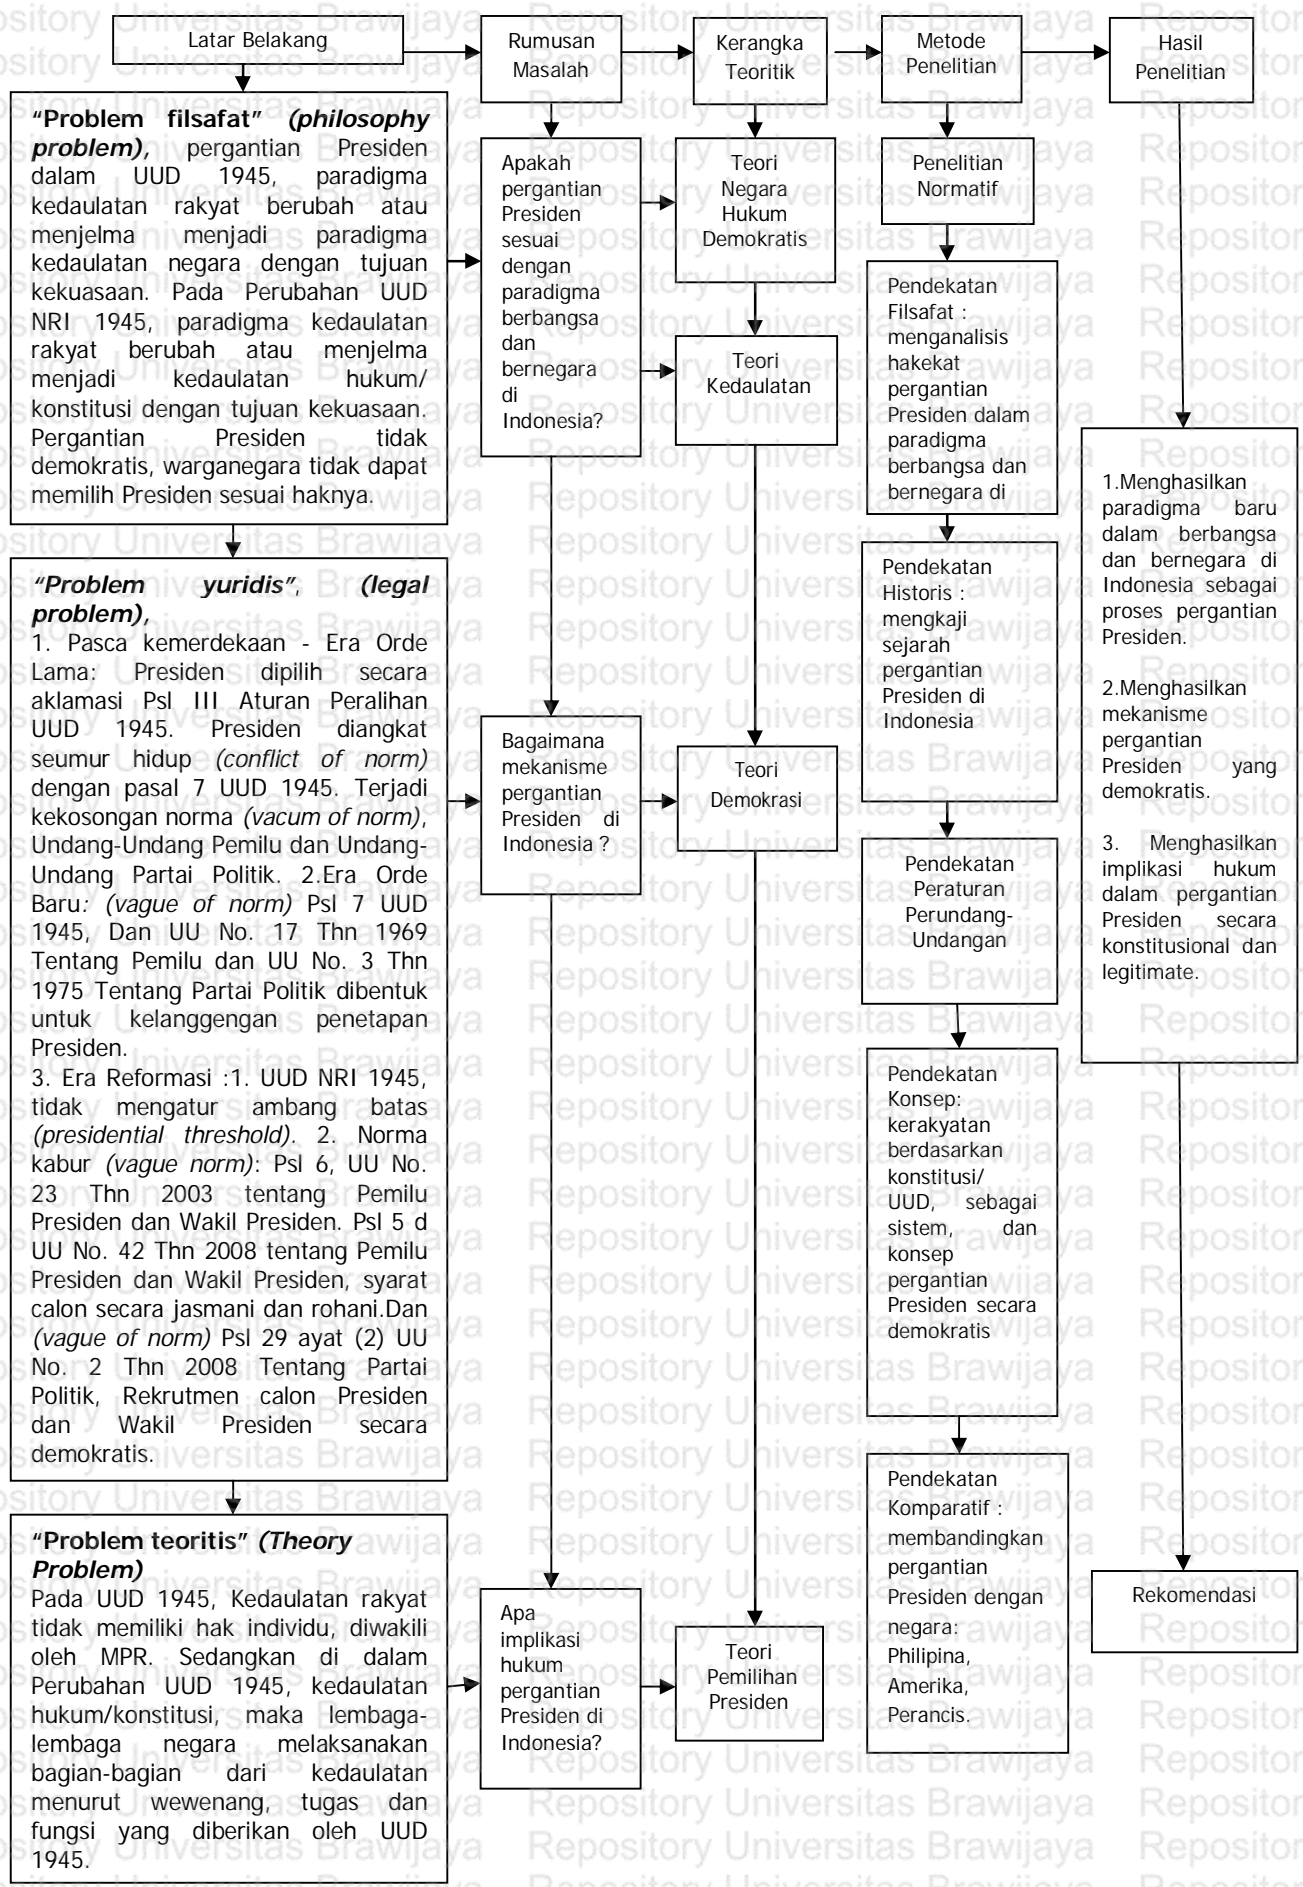 Latar Belakang
Rumusan
Masalah
Kerangka
Teoritik
Metode
Penelitian
Hasil
Penelitian
“Problem filsafat” (philosophy
problem), pergantian Presiden
dalam UUD 1945, paradigma
kedaulatan rakyat berubah atau
menjelma menjadi paradigma
kedaulatan negara dengan tujuan
kekuasaan. Pada Perubahan UUD
NRI 1945, paradigma kedaulatan
rakyat berubah atau menjelma
menjadi kedaulatan hukum/
konstitusi dengan tujuan kekuasaan.
Pergantian Presiden tidak
demokratis, warganegara tidak dapat
memilih Presiden sesuai haknya.
“Problem yuridis”, (legal
problem),
1. Pasca kemerdekaan - Era Orde
Lama: Presiden dipilih secara
aklamasi Psl III Aturan Peralihan
UUD 1945. Presiden diangkat
seumur hidup (conflict of norm)
dengan pasal 7 UUD 1945. Terjadi
kekosongan norma (vacum of norm),
Undang-Undang Pemilu dan Undang-
Undang Partai Politik. 2.Era Orde
Baru: (vague of norm) Psl 7 UUD
1945, Dan UU No. 17 Thn 1969
Tentang Pemilu dan UU No. 3 Thn
1975 Tentang Partai Politik dibentuk
untuk kelanggengan penetapan
Presiden.
3. Era Reformasi :1. UUD NRI 1945,
tidak mengatur ambang batas
(presidential threshold). 2. Norma
kabur (vague norm): Psl 6, UU No.
23 Thn 2003 tentang Pemilu
Presiden dan Wakil Presiden. Psl 5 d
UU No. 42 Thn 2008 tentang Pemilu
Presiden dan Wakil Presiden, syarat
calon secara jasmani dan rohani.Dan
(vague of norm) Psl 29 ayat (2) UU
No. 2 Thn 2008 Tentang Partai
Politik, Rekrutmen calon Presiden
dan Wakil Presiden secara
demokratis.
“Problem teoritis” (Theory
Problem)
Pada UUD 1945, Kedaulatan rakyat
tidak memiliki hak individu, diwakili
oleh MPR. Sedangkan di dalam
Perubahan UUD 1945, kedaulatan
hukum/konstitusi, maka lembaga-
lembaga negara melaksanakan
bagian-bagian dari kedaulatan
menurut wewenang, tugas dan
fungsi yang diberikan oleh UUD
1945.
Apakah
pergantian
Presiden
sesuai
dengan
paradigma
berbangsa
dan
bernegara
di
Indonesia?
Bagaimana
mekanisme
pergantian
Presiden di
Indonesia ?
Apa
implikasi
hukum
pergantian
Presiden di
Indonesia?
Teori
Negara
Hukum
Demokratis
Teori
Kedaulatan
Teori
Demokrasi
Teori
Pemilihan
Presiden
Penelitian
Normatif
Pendekatan
Filsafat :
menganalisis
hakekat
pergantian
Presiden dalam
paradigma
berbangsa dan
bernegara di
Pendekatan
Historis :
mengkaji
sejarah
pergantian
Presiden di
Indonesia
Pendekatan
Peraturan
Perundang-
Undangan
Pendekatan
Konsep:
kerakyatan
berdasarkan
konstitusi/
UUD, sebagai
sistem, dan
konsep
pergantian
Presiden secara
demokratis
Pendekatan
Komparatif :
membandingkan
pergantian
Presiden dengan
negara:
Philipina,
Amerika,
Perancis.
1.Menghasilkan
paradigma baru
dalam berbangsa
dan bernegara di
Indonesia sebagai
proses pergantian
Presiden.
2.Menghasilkan
mekanisme
pergantian
Presiden yang
demokratis.
3. Menghasilkan
implikasi hukum
dalam pergantian
Presiden secara
konstitusional dan
legitimate.
Rekomendasi